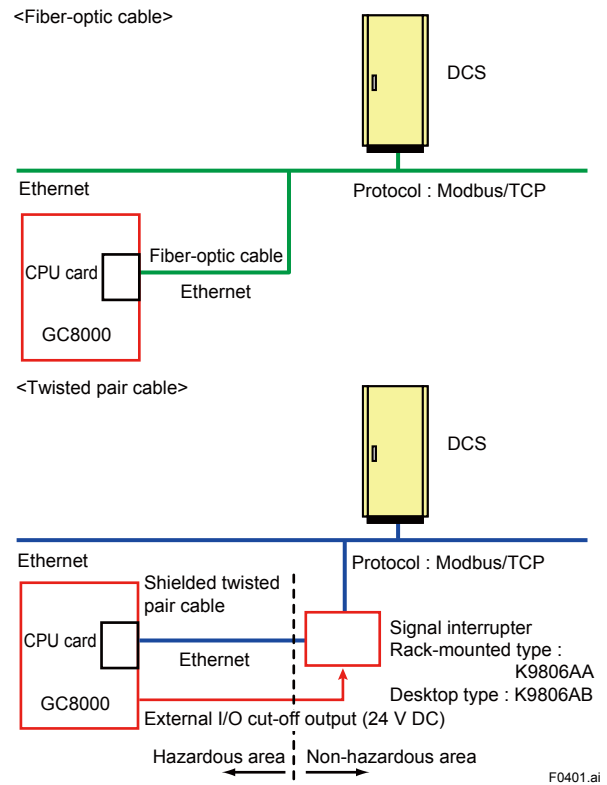 <Fiber-optic cable>
DCS
Ethernet
Protocol : Modbus/TCP
Fiber-optic cable
CPU card
Ethernet
GC8000
<Twisted pair cable>
DCS
Ethernet
Protocol : Modbus/TCP
Shielded twisted
pair cable
CPU card
Ethernet
Signal interrupter
Rack-mounted type :
K9806AA
Desktop type : K9806AB
GC8000
External I/O cut-off output (24 V DC)
Hazardous area
Non-hazardous area
F0401.ai